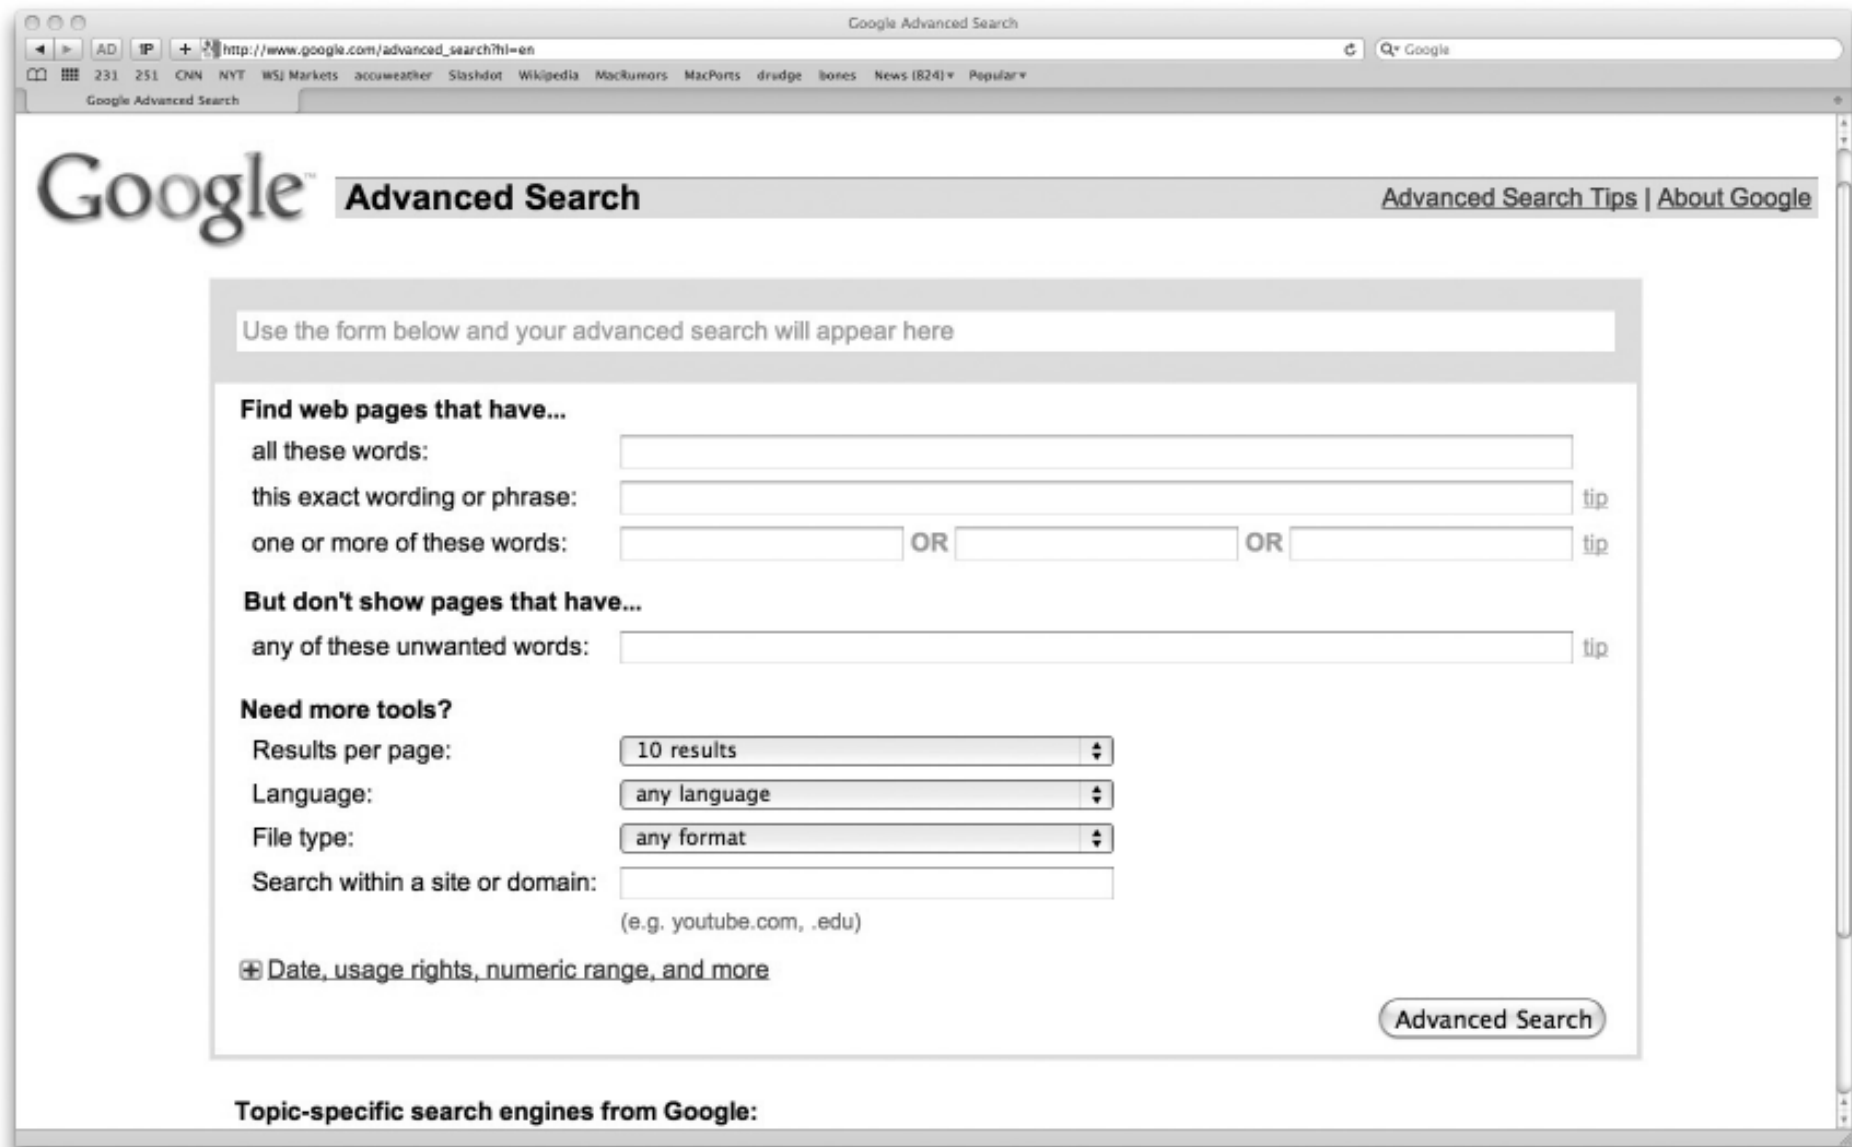 Google Advanced Search
AD 1P + http://www.google.com/advanced_search?hl=en Google
231 251 CNN NYT WSJ Markets accuweather Slashdot Wikipedia MacRumors MacPorts drudge bones News (824) Popular
Google Advanced Search
Google™ Advanced Search Advanced Search Tips | About Google
Use the form below and your advanced search will appear here
Find web pages that have...
all these words:
this exact wording or phrase: tip
one or more of these words: OR OR tip
But don't show pages that have...
any of these unwanted words: tip
Need more tools?
Results per page: 10 results
Language: any language
File type: any format
Search within a site or domain:
(e.g. youtube.com, .edu)
Date, usage rights, numeric range, and more
Advanced Search
Topic-specific search engines from Google: